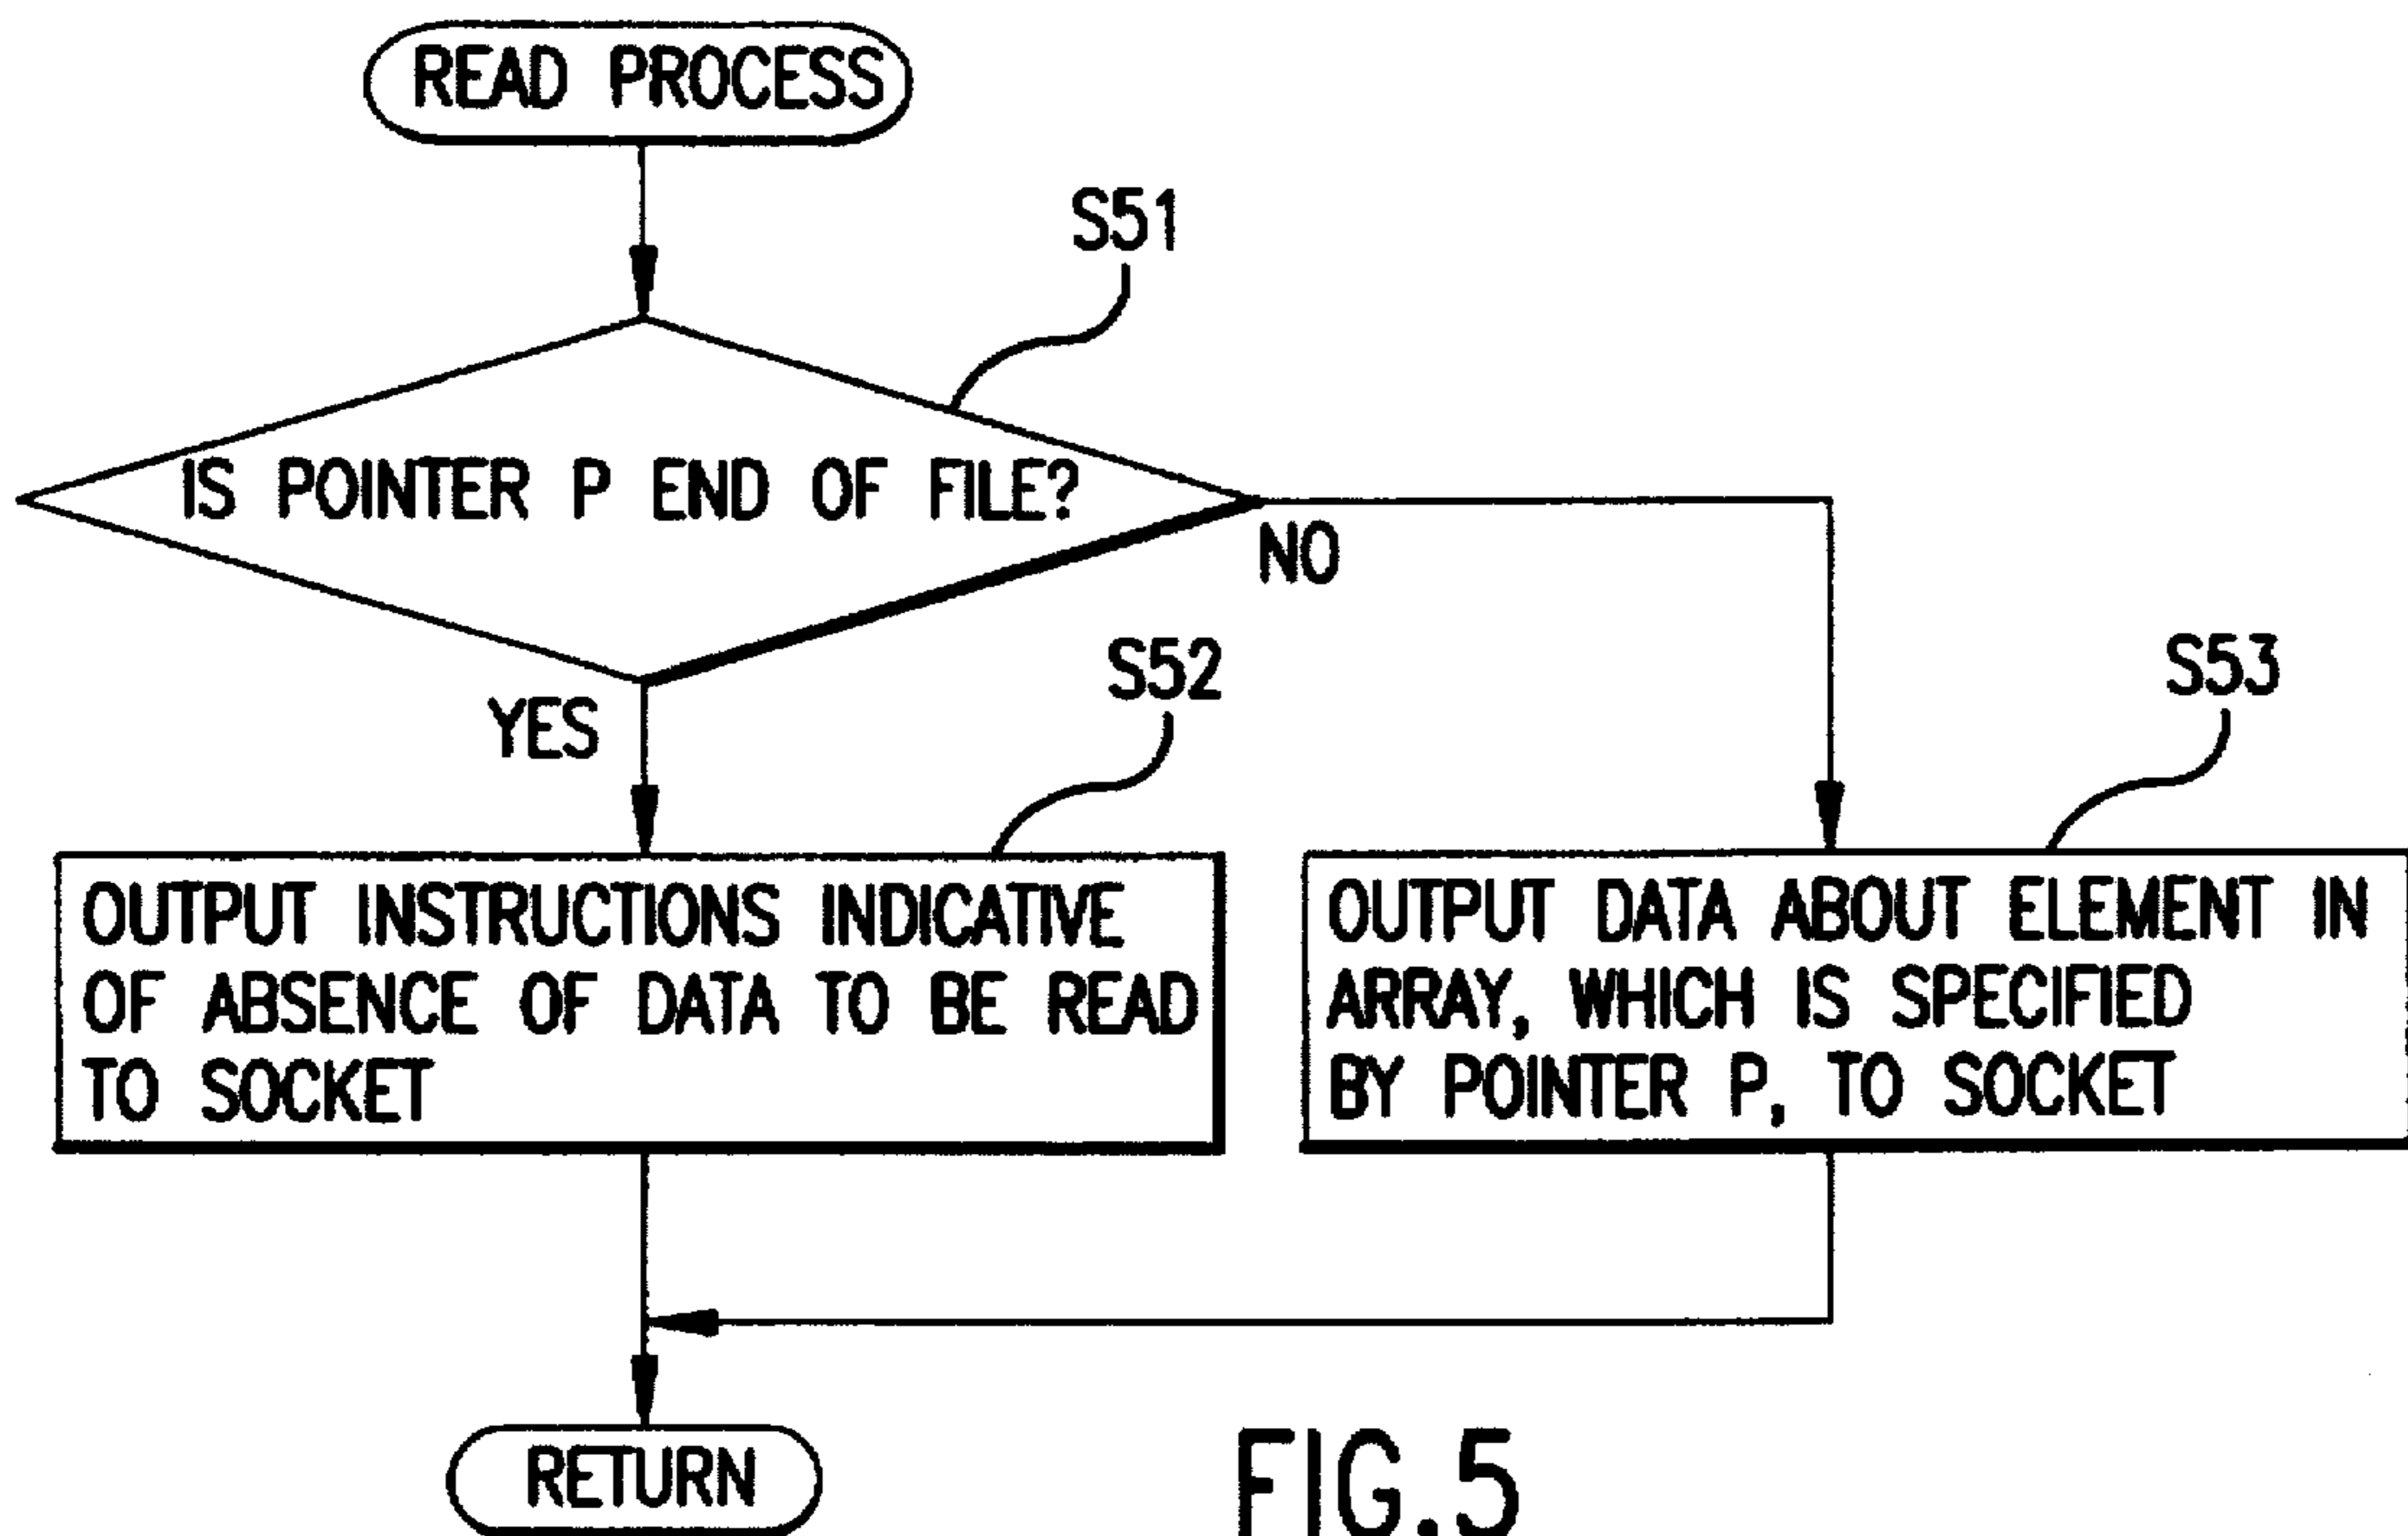 READ PROCESS
S51
IS POINTER P END OF FILE?
NO
YES
S52
S53
OUTPUT INSTRUCTIONS INDICATIVE
OF ABSENCE OF DATA TO BE READ
TO SOCKET
OUTPUT DATA ABOUT ELEMENT IN
ARRAY, WHICH IS SPECIFIED
BY POINTER P, TO SOCKET
RETURN
FIG.5